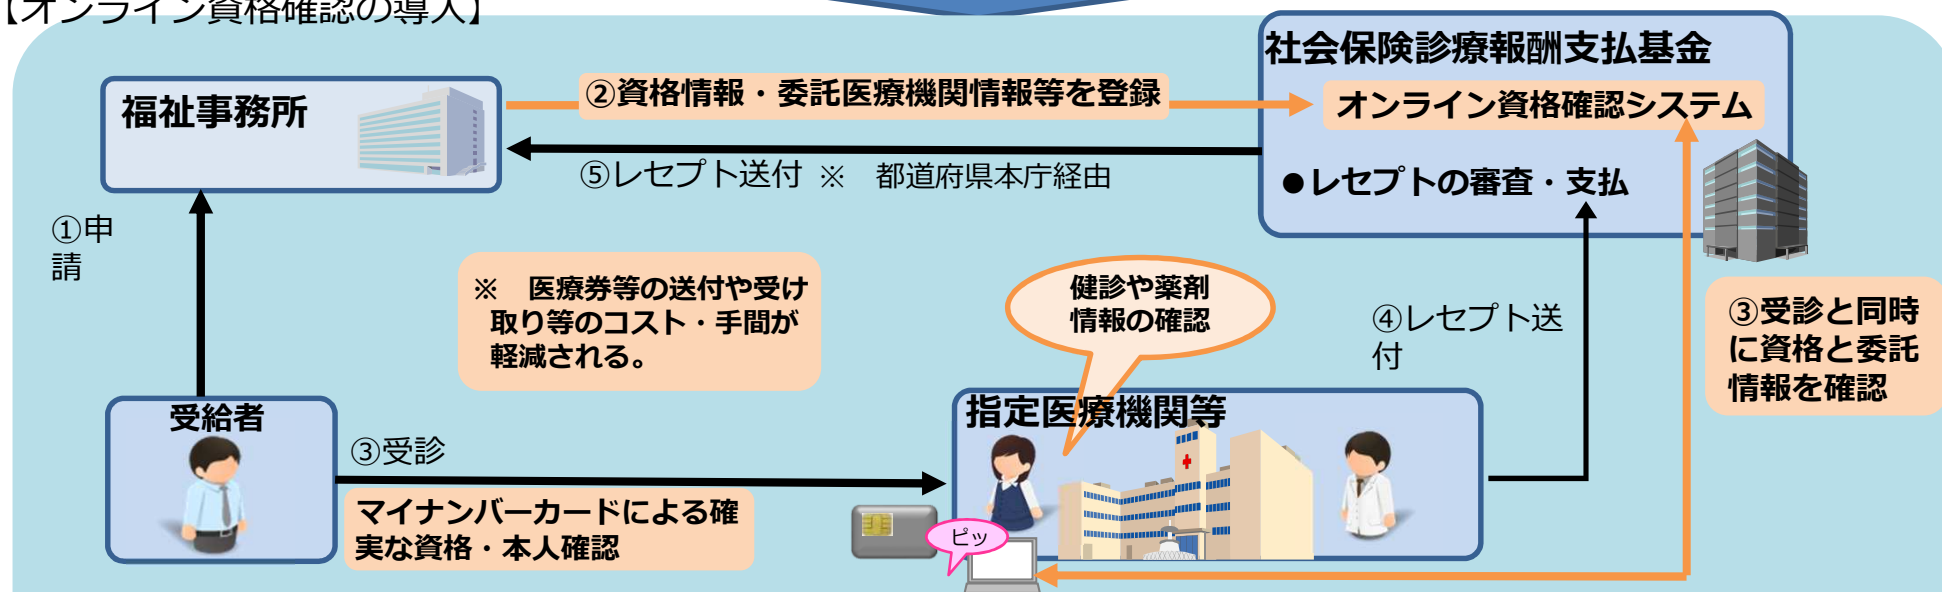 【オンライン資格確認の導入】
社会保険診療報酬支払基金
オンライン資格確認システム
●レセプトの審査・支払
福祉事務所
②資格情報・委託医療機関情報等を登録
⑤レセプト送付 ※　都道府県本庁経由
①申
請
※　医療券等の送付や受け
取り等のコスト・手間が
軽減される。
健診や薬剤
情報の確認
④レセプト送
付
③受診と同時
に資格と委託
情報を確認
受給者
③受診
マイナンバーカードによる確
実な資格・本人確認
指定医療機関等
ピッ